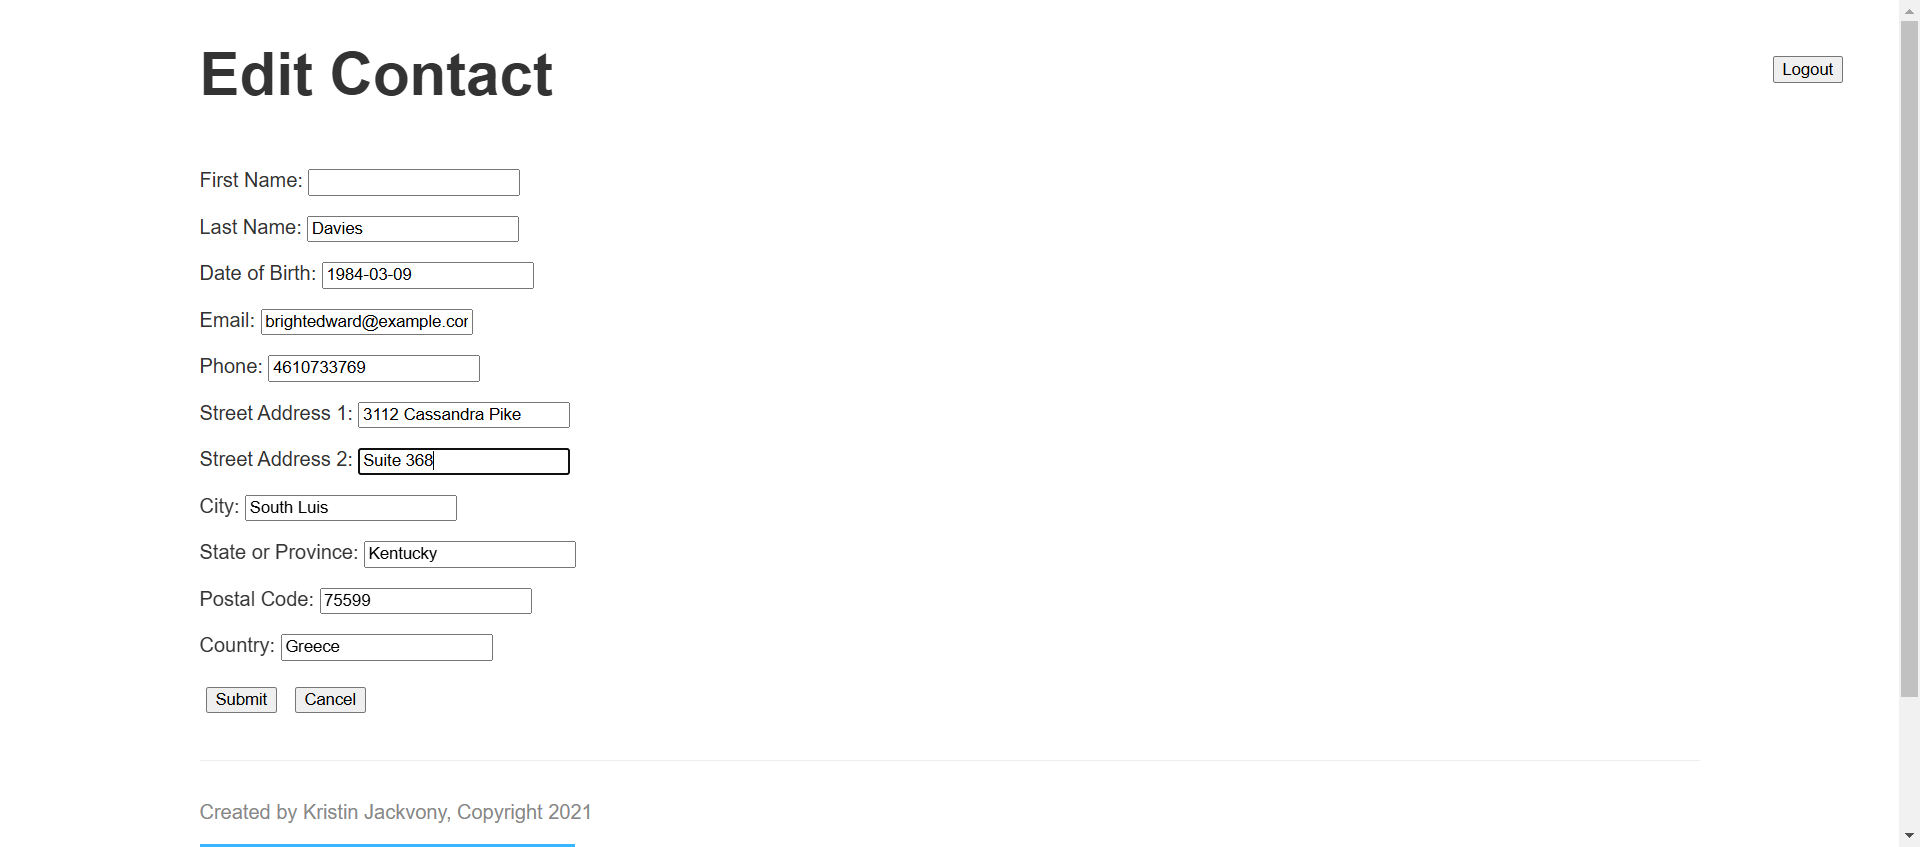 Edit Contact
Logout
First Name:
Last Name: Davies
Date of Birth: 1984-03-09
Email: brightedward@example.cor
Phone: 4610733769
Street Address 1: 3112 Cassandra Pike
Street Address 2: Suite 368
City: South Luis
State or Province: Kentucky
Postal Code: 75599
Country: Greece
Submit Cancel
Created by Kristin Jackvony, Copyright 2021